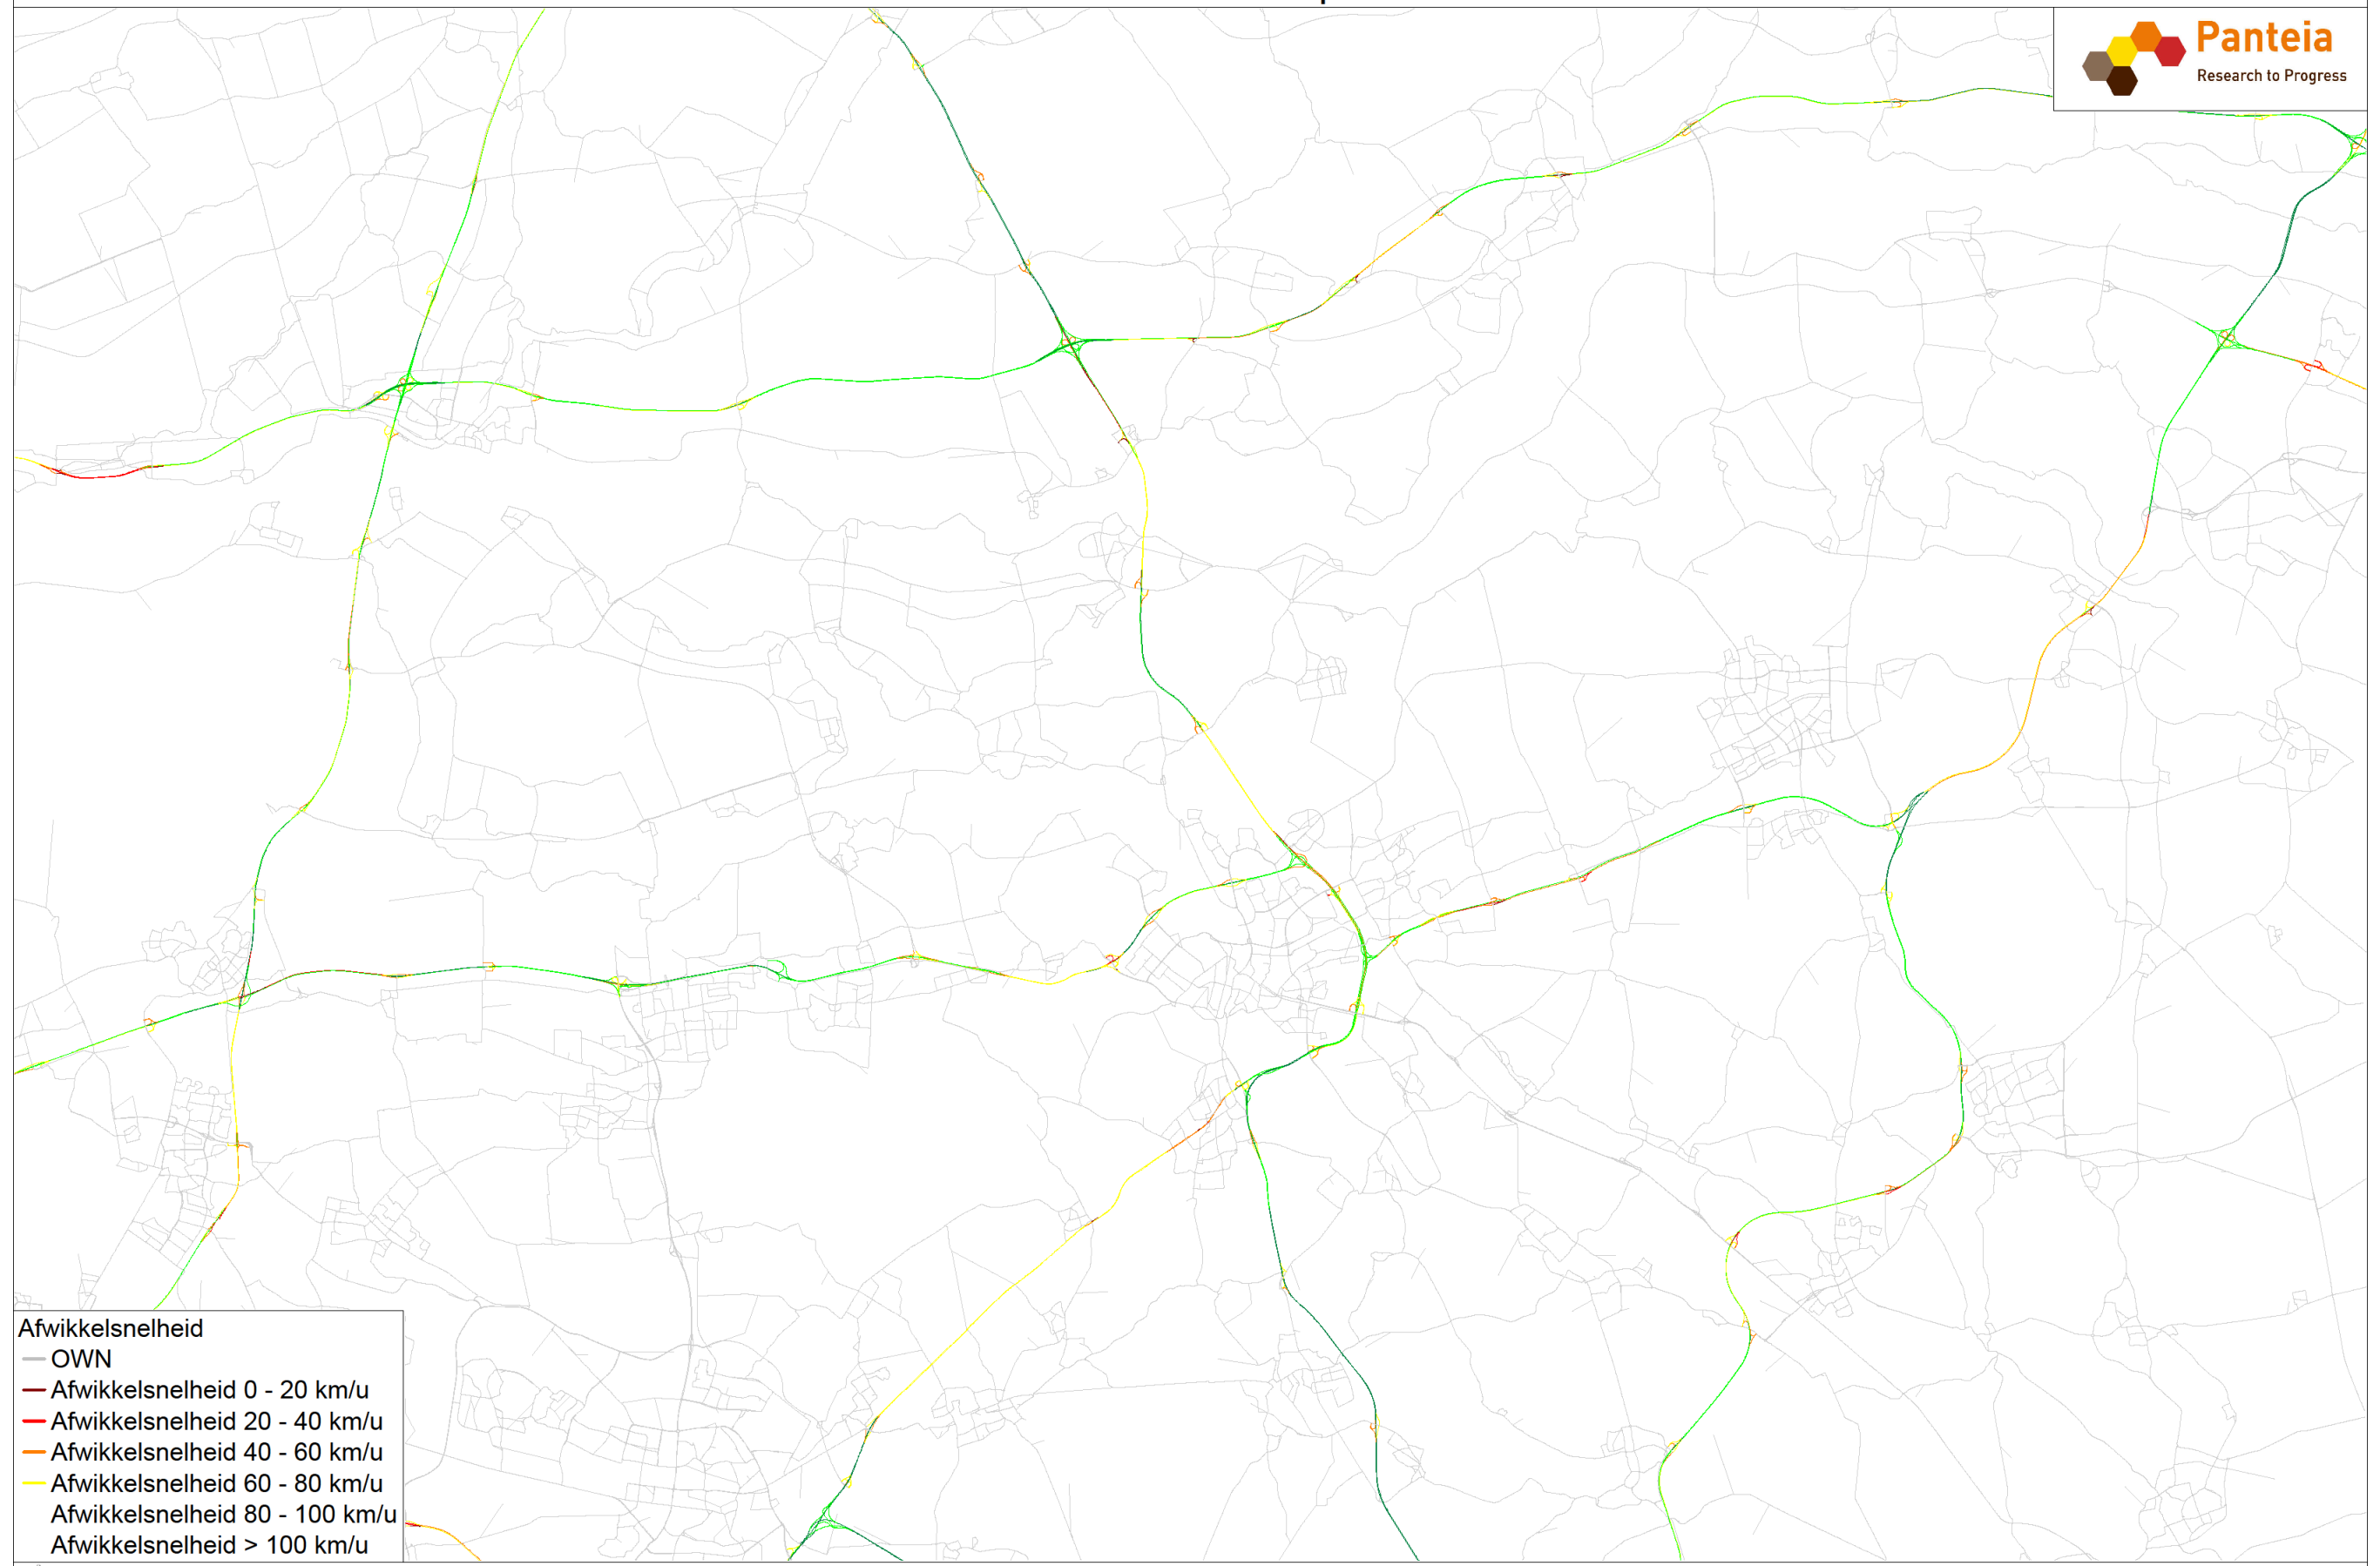 Panteia
Research to Progress
Afwikkelsnelheid
OWN
Afwikkelsnelheid 0 - 20 km/u
Afwikkelsnelheid 20 - 40 km/u
Afwikkelsnelheid 40 - 60 km/u
Afwikkelsnelheid 60 - 80 km/u
Afwikkelsnelheid 80 - 100 km/u
Afwikkelsnelheid > 100 km/u